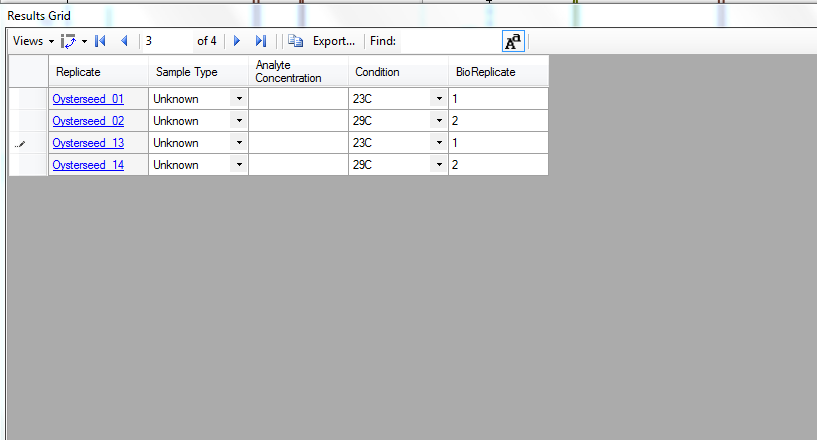 Results Grid
Views 3 of 4 Export... Find: Aa
Replicate Sample Type Analyte Concentration Condition BioReplicate
Oysterseed_01 Unknown 23C 1
Oysterseed_02 Unknown 29C 2
Oysterseed_13 Unknown 23C 1
Oysterseed_14 Unknown 29C 2